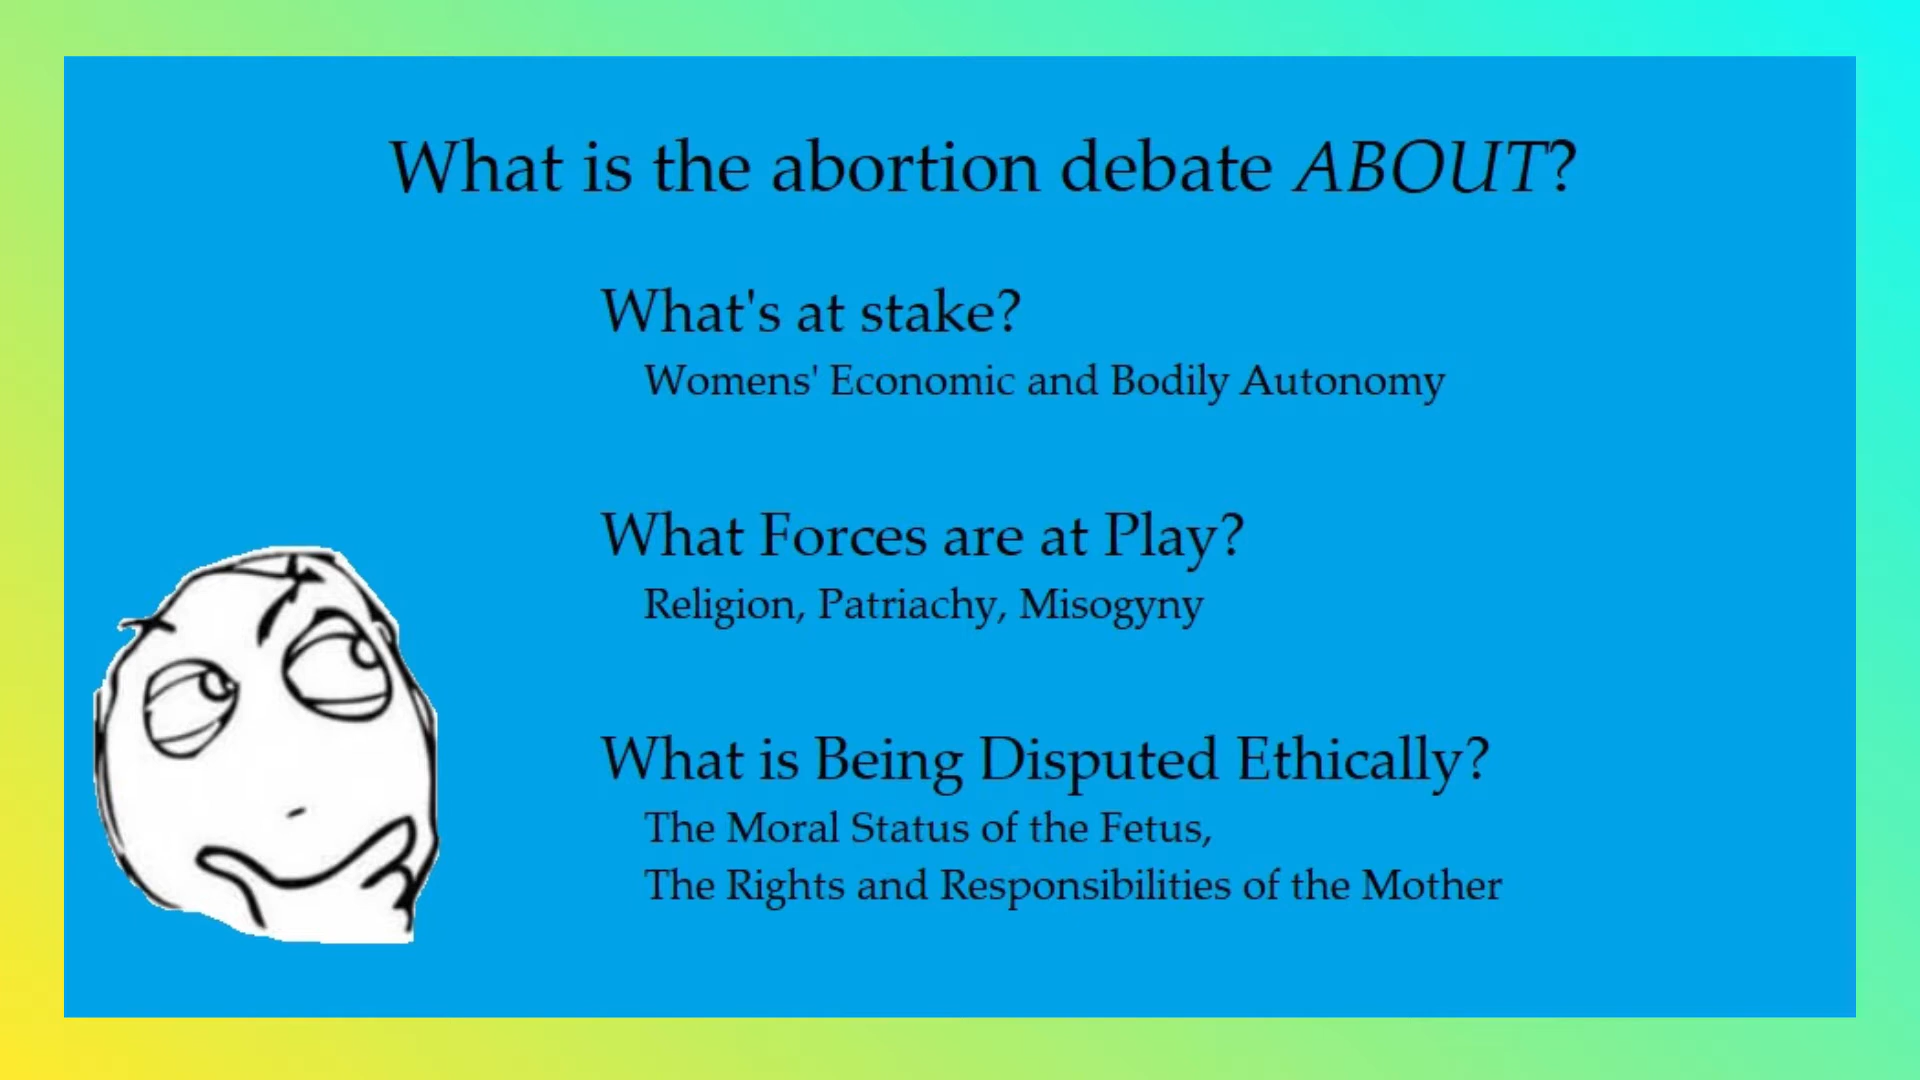 What is the abortion debate ABOUT?
What's at stake?
Womens' Economic and Bodily Autonomy
What Forces are at Play?
Religion, Patriachy, Misogyny
What is Being Disputed Ethically?
The Moral Status of the Fetus,
The Rights and Responsibilities of the Mother